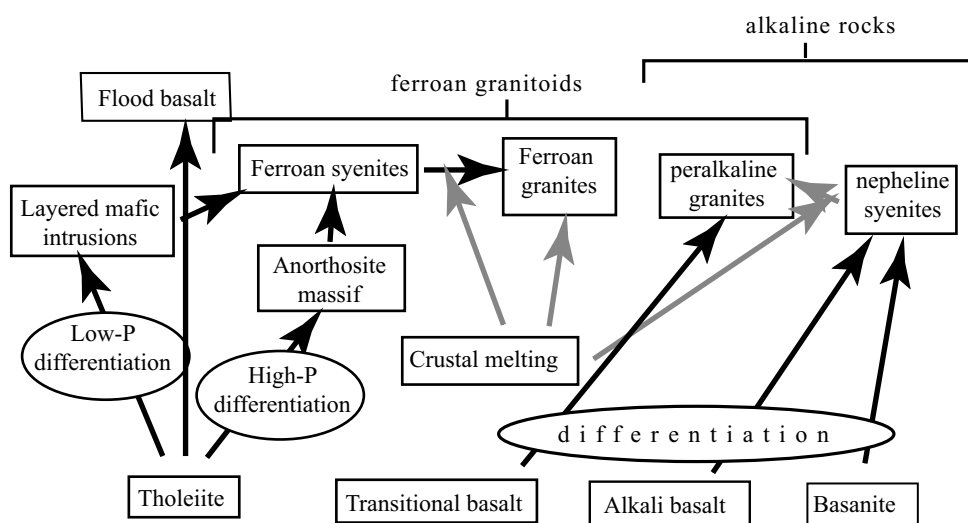 alkaline rocks
ferroan granitoids
Flood basalt
Ferroan syenites
Ferroan
granites
peralkaline
granites
nepheline
syenites
Layered mafic
intrusions
Anorthosite
massif
Low-P
differentiation
High-P
differentiation
Crustal melting
differentiation
Tholeiite
Transitional basalt
Alkali basalt
Basanite